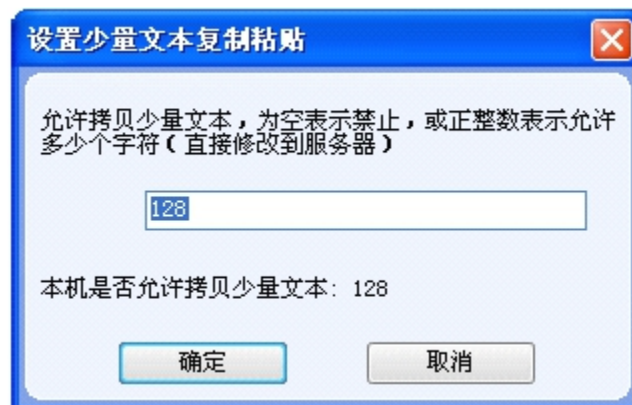 设置少量文本复制粘贴
允许拷贝少量文本,为空表示禁止,或正整数表示允许
多少个字符(直接修改到服务器)
128
本机是否允许拷贝少量文本: 128
确定 取消